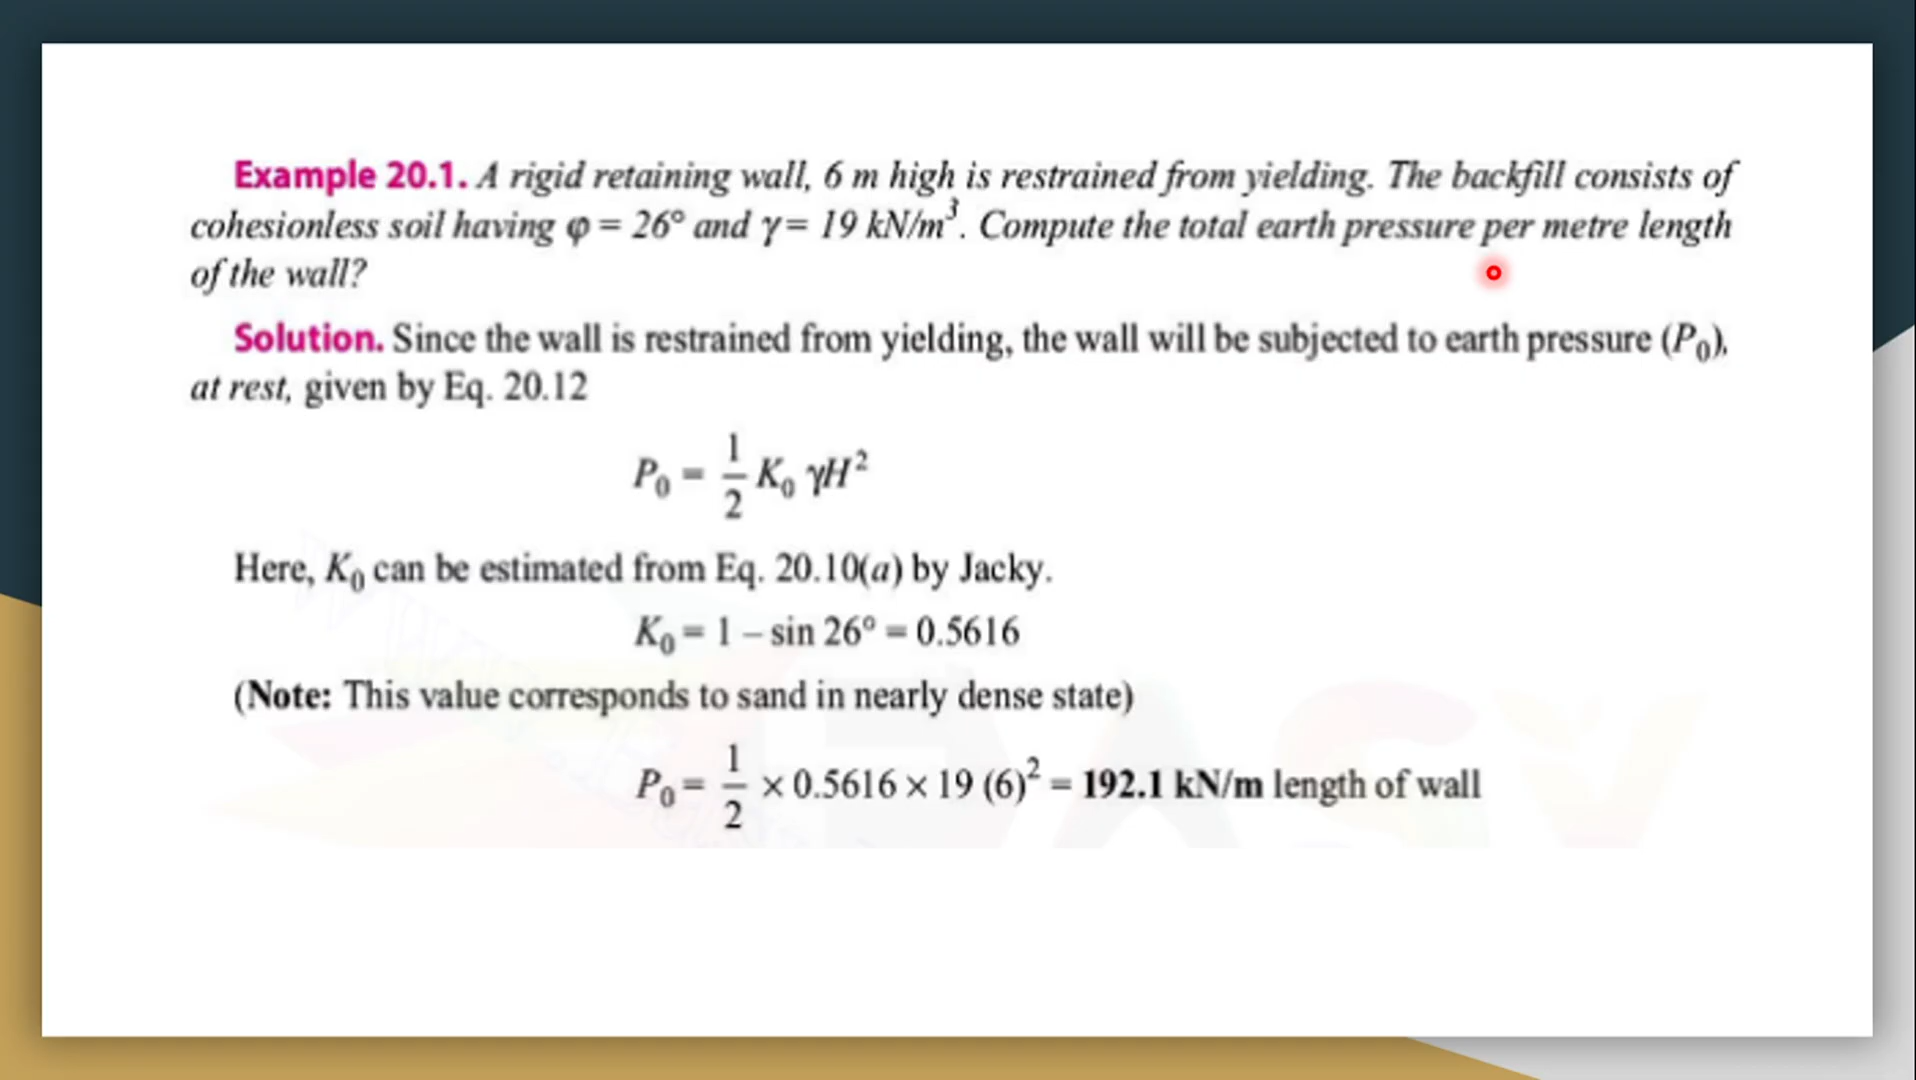 Example 20.1. A rigid retaining wall, 6 m high is restrained from yielding. The backfill consists of
cohesionless soil having φ = 26° and γ = 19 kN/m³. Compute the total earth pressure per metre length
of the wall?
Solution. Since the wall is restrained from yielding, the wall will be subjected to earth pressure (P₀),
at rest, given by Eq. 20.12
P₀ = 1/2 K₀ γH²
Here, K₀ can be estimated from Eq. 20.10(a) by Jacky.
K₀ = 1 – sin 26° = 0.5616
(Note: This value corresponds to sand in nearly dense state)
P₀ = 1/2 × 0.5616 × 19 (6)² = 192.1 kN/m length of wall